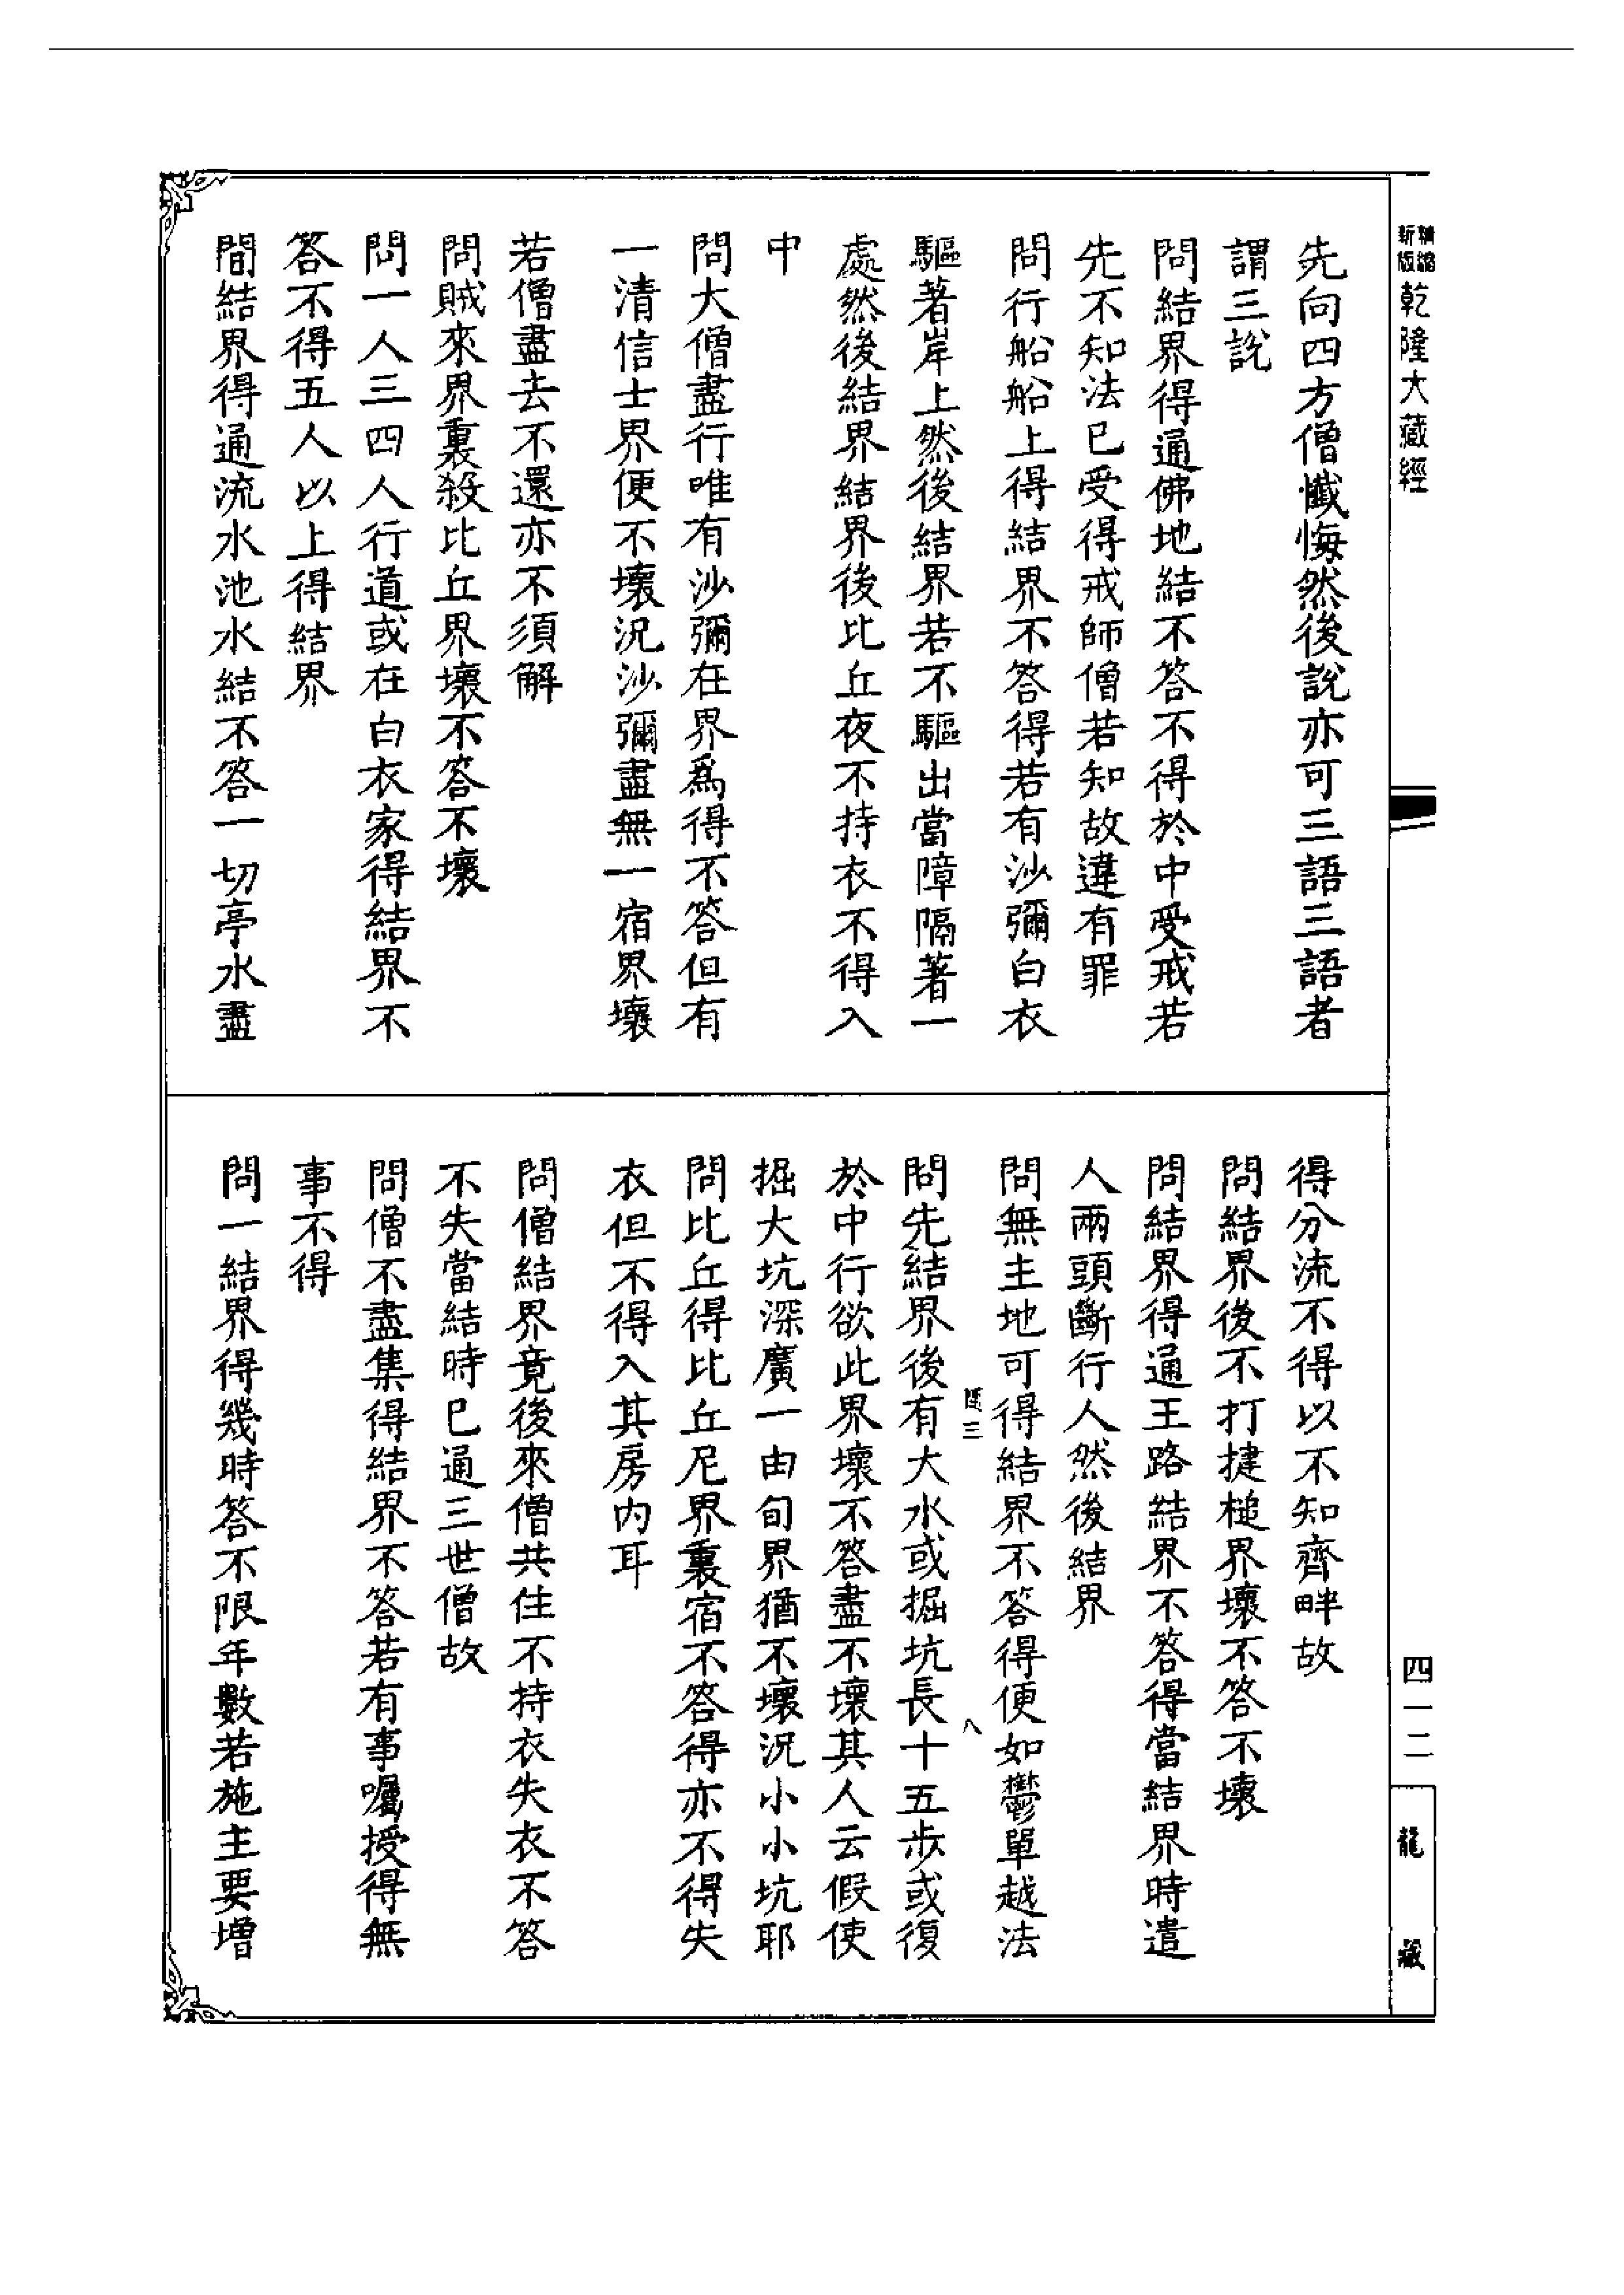 精縮新版乾隆大藏經
先向四方僧懺悔然後說亦可三語三語者
謂三說
問結界得通佛地結不答不得於中受戒若
先不知法已受得戒師僧若知故違有罪
問行船船上得結界不答得若有沙彌白衣
驅著岸上然後結界若不驅出當障隔著一
處然後結界結界後比丘夜不持衣不得入
中
問大僧盡行唯有沙彌在界為得不答但有
一清信士界便不壞況沙彌盡無一宿界壞
若僧盡去不還亦不須解
問賊來界裏殺比丘界壞不答不壞
問一人三四人行道或在白衣家得結界不
答不得五人以上得結界
問結界得通流水池水結不答一切亭水盡
得分流不得以不知齊畔故
問結界後不打揵槌界壞不答不壞
問結界得通王路結界不答得當結界時遣
人兩頭斷行人然後結界
問無主地可得結界不答得便如鬱單越法
三 八
問先結界後有大水或掘坑長十五步或復
於中行欲此界壞不答盡不壞其人云假使
掘大坑深廣一由旬界猶不壞況小小坑耶
問比丘得比丘尼界裏宿不答得亦不得失
衣但不得入其房內耳
問僧結界竟後來僧共住不持衣失衣不答
不失當結時已通三世僧故
問僧不盡集得結界不答若有事囑授得無
事不得
問一結界得幾時答不限年數若施主要增
四一二
龍藏